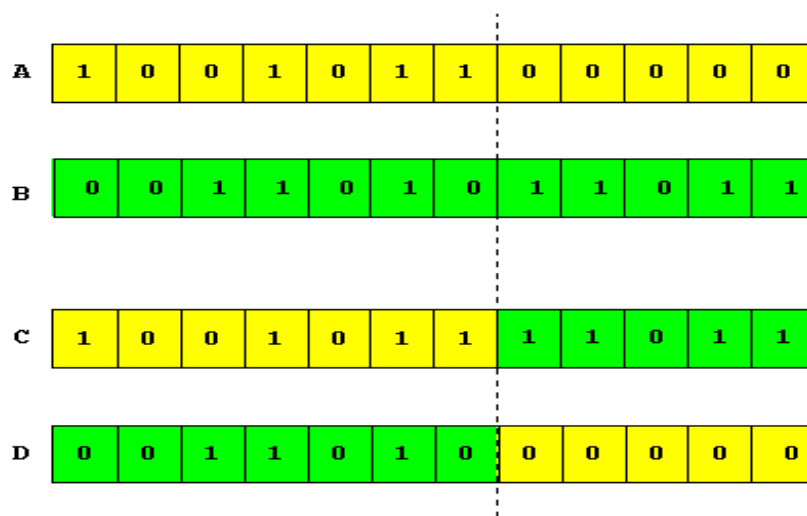 A 1 0 0 1 0 1 1 0 0 0 0 0
B 0 0 1 1 0 1 0 1 1 0 1 1
C 1 0 0 1 0 1 1 1 1 0 1 1
D 0 0 1 1 0 1 0 0 0 0 0 0